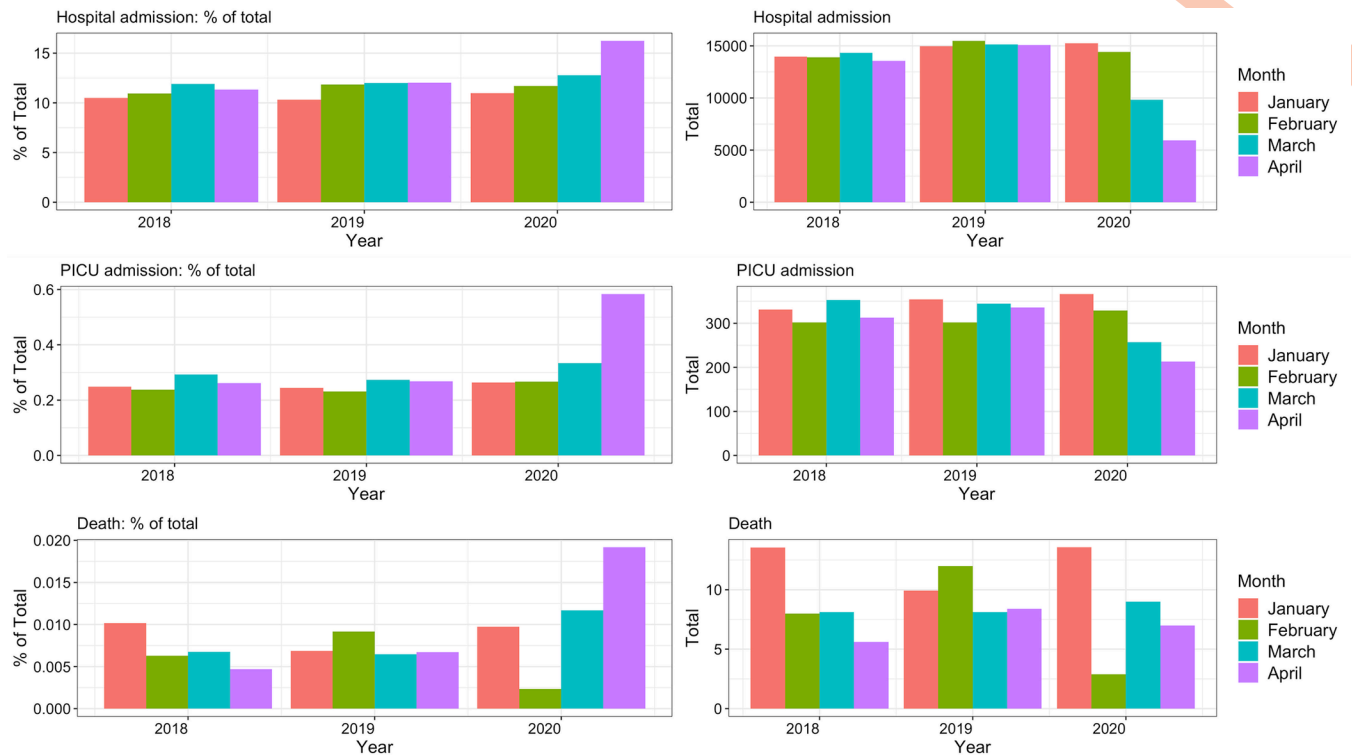 Hospital admission: % of total
% of Total
15
10
5
0
2018 2019 2020
Year
Hospital admission
Total
15000
10000
5000
0
2018 2019 2020
Year
Month
January
February
March
April
PICU admission: % of total
% of Total
0.6
0.4
0.2
0.0
2018 2019 2020
Year
PICU admission
Total
300
200
100
0
2018 2019 2020
Year
Month
January
February
March
April
Death: % of total
% of Total
0.020
0.015
0.010
0.005
0.000
2018 2019 2020
Year
Death
Total
10
5
0
2018 2019 2020
Year
Month
January
February
March
April